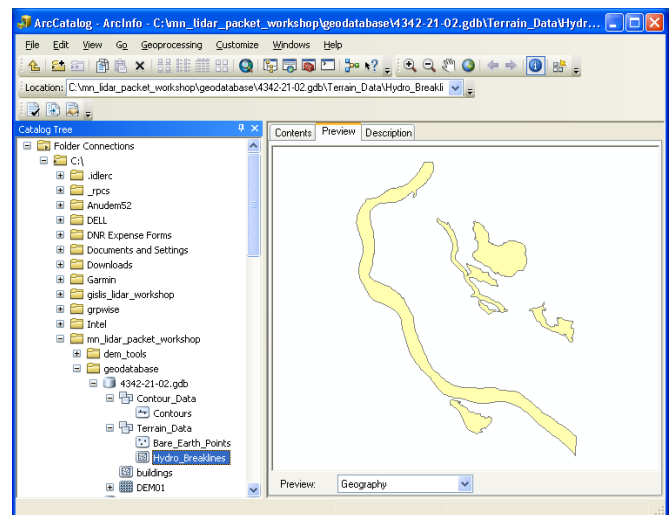 ArcCatalog - ArcInfo - C:\mn_lidar_packet_workshop\geodatabase\4342-21-02.gdb\Terrain_Data\Hydr...
File Edit View Go Geoprocessing Customize Windows Help
Location: C:\mn_lidar_packet_workshop\geodatabase\4342-21-02.gdb\Terrain_Data\Hydro_Breakli
Catalog Tree
Contents Preview Description
Folder Connections
C:\
.idlerc
_rpcs
Anudem52
DELL
DNR Expense Forms
Documents and Settings
Downloads
Garmin
gislis_lidar_workshop
grpwise
Intel
mn_lidar_packet_workshop
dem_tools
geodatabase
4342-21-02.gdb
Contour_Data
Contours
Terrain_Data
Bare_Earth_Points
Hydro_Breaklines
buildings
DEM01
Preview: Geography